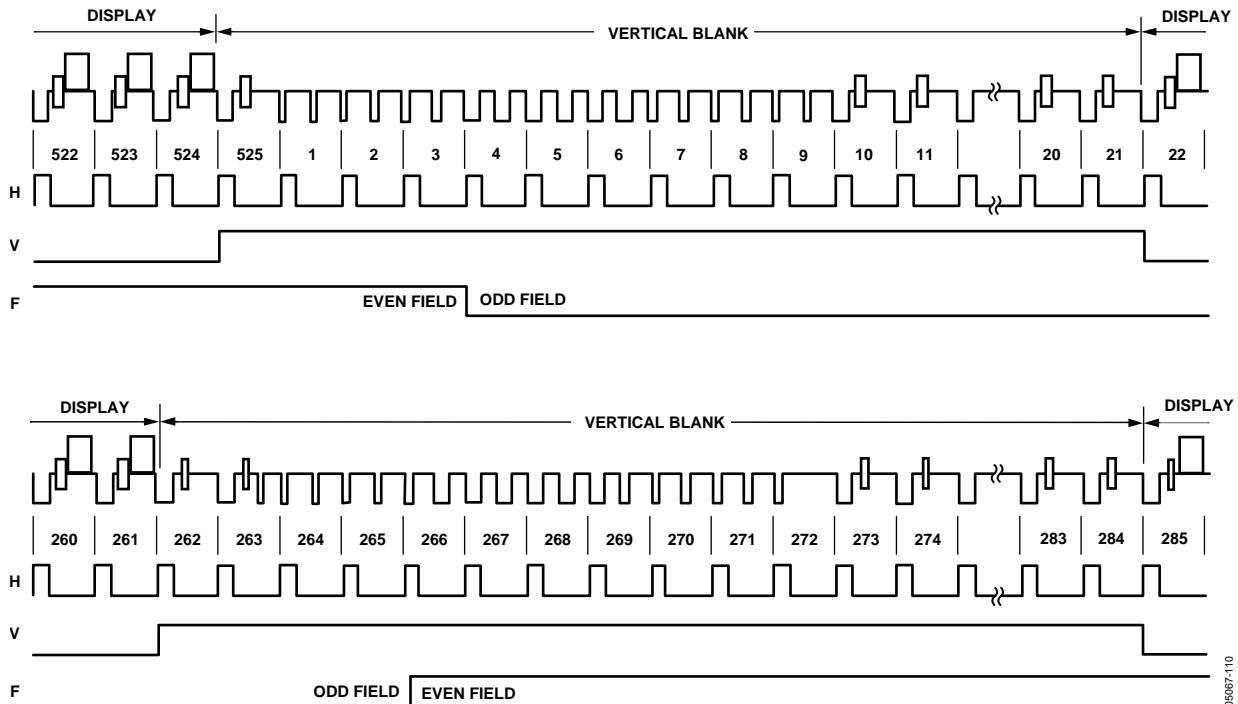 DISPLAY VERTICAL BLANK DISPLAY
522 523 524 525 1 2 3 4 5 6 7 8 9 10 11 20 21 22
H
V
F EVEN FIELD ODD FIELD
DISPLAY VERTICAL BLANK DISPLAY
260 261 262 263 264 265 266 267 268 269 270 271 272 273 274 283 284 285
H
V
F ODD FIELD EVEN FIELD
05067-110